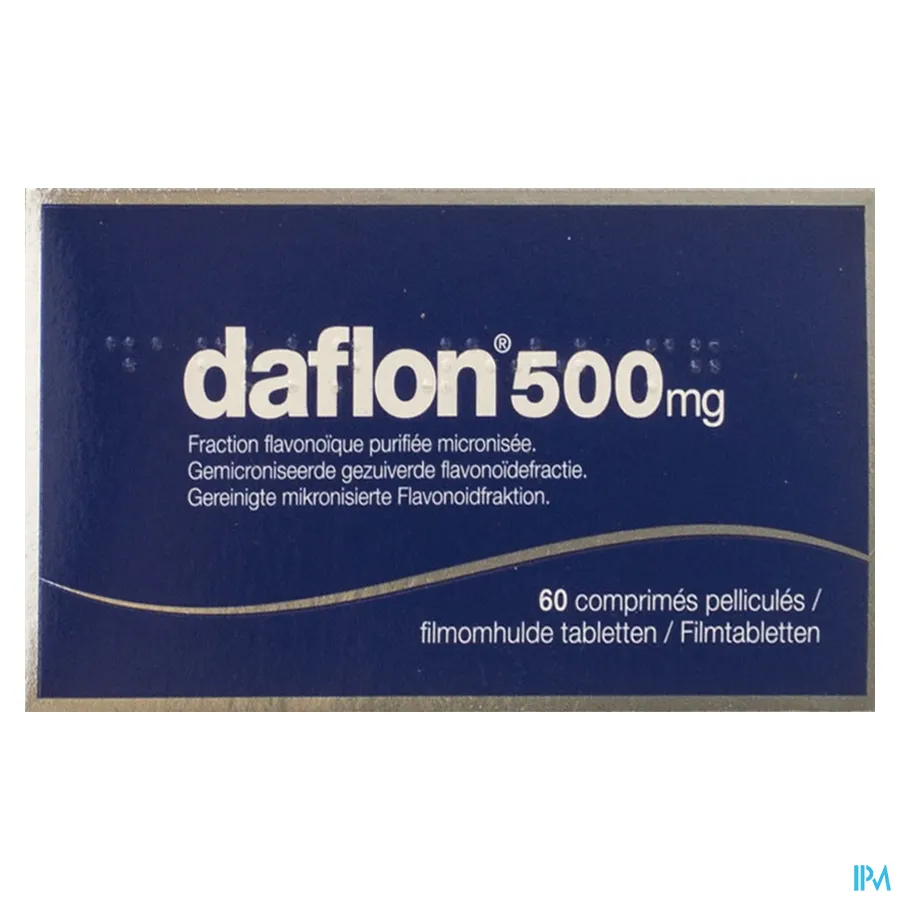 daflon® 500mg
Fraction flavonoïque purifiée micronisée.
Gemicroniseerde gezuiverde flavonoïdefractie.
Gereinigte mikronisierte Flavonoidfraktion.
60 comprimés pelliculés /
filmomhulde tabletten / Filmtabletten
IPM